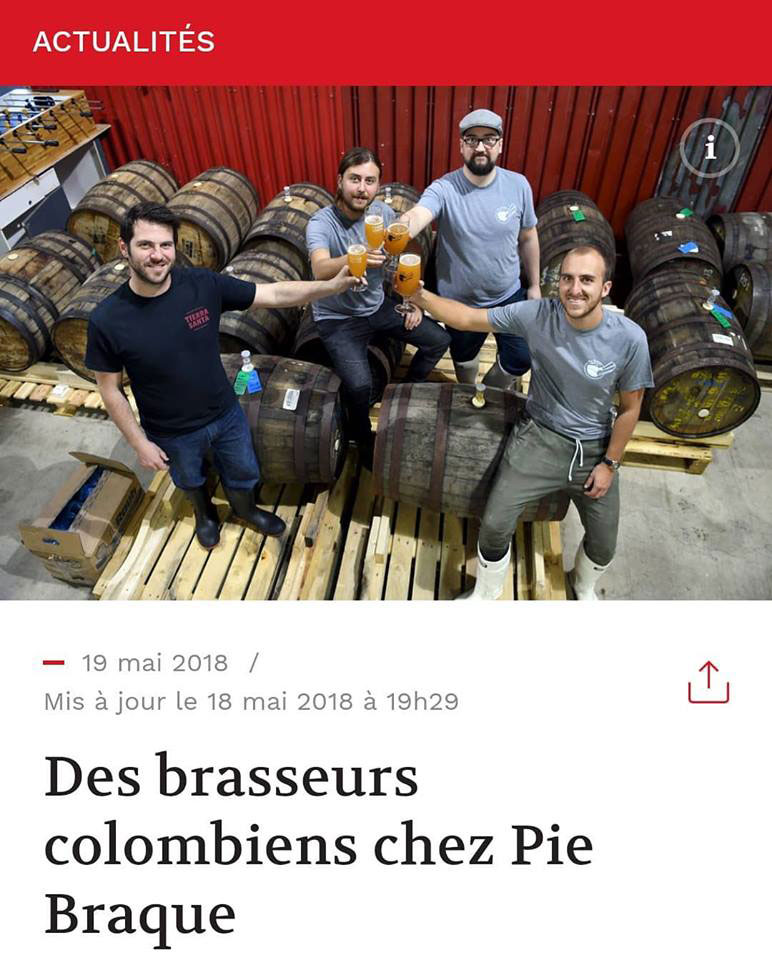 ACTUALITÉS
i
TIERRA
SANTA
19 mai 2018 /
Mis à jour le 18 mai 2018 à 19h29
Des brasseurs
colombiens chez Pie
Braque